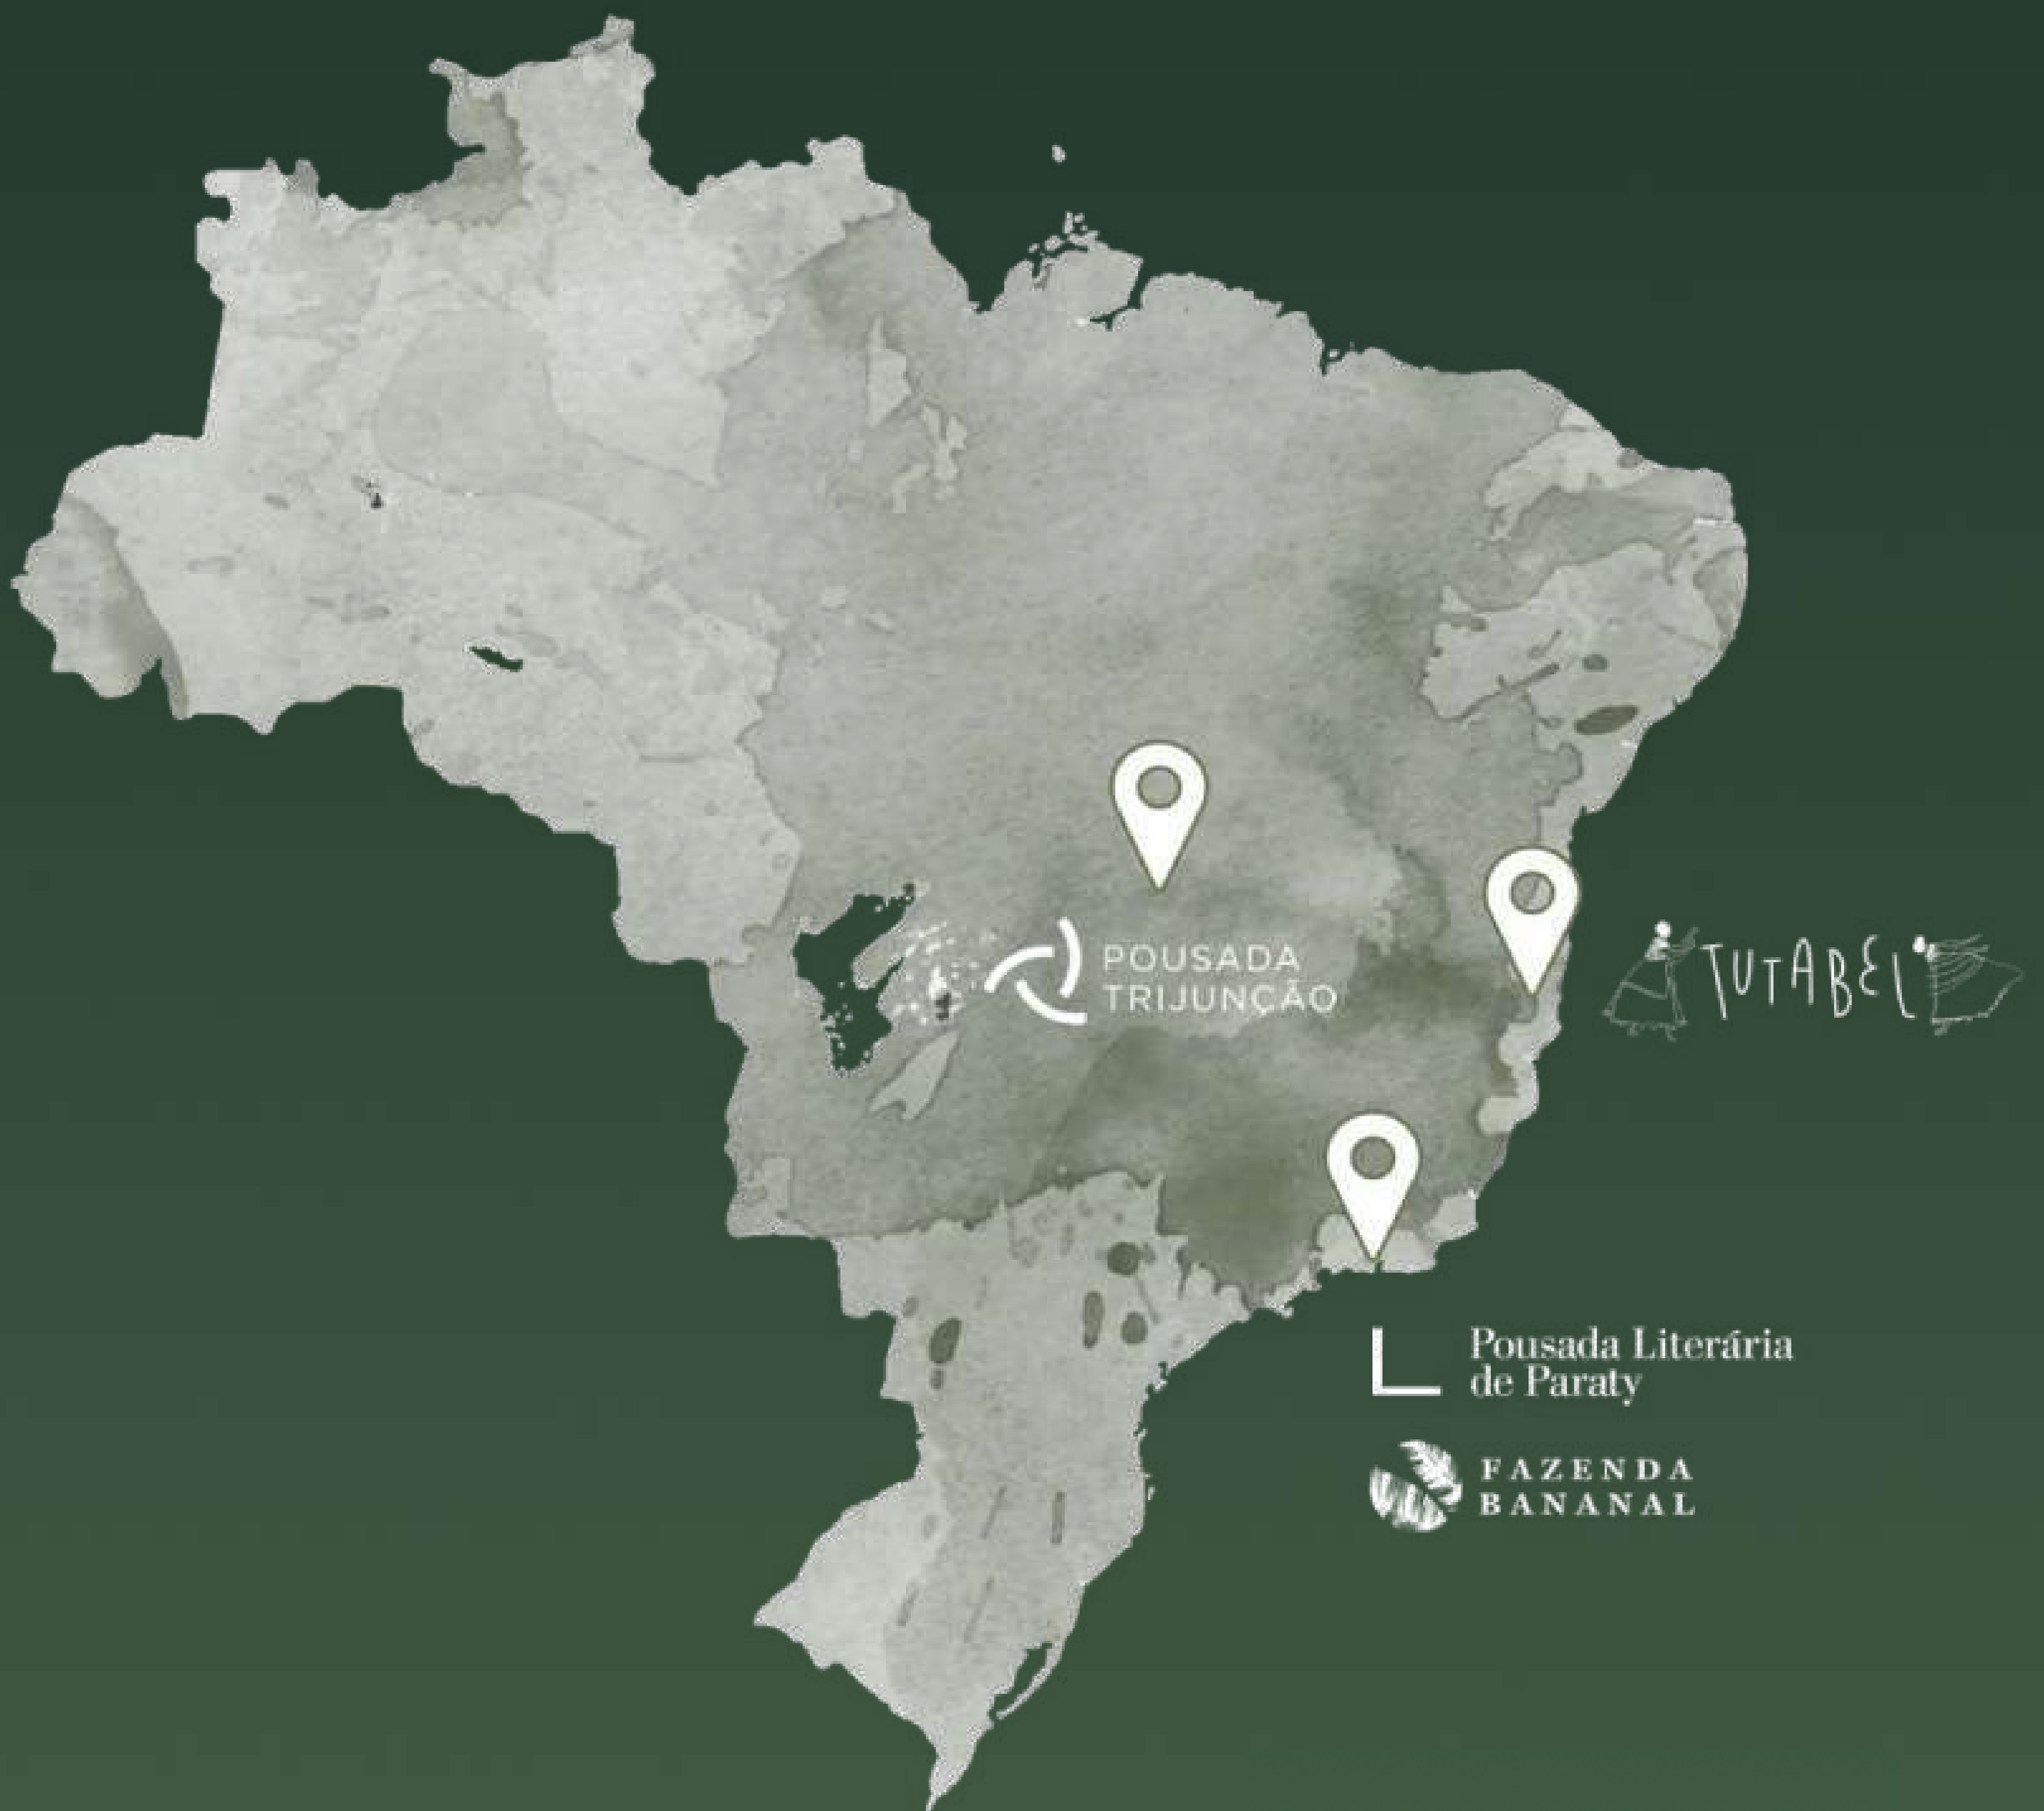 POUSADA
TRIJUNÇÃO
TUTABEL
Pousada Literária
de Paraty
FAZENDA
BANANAL